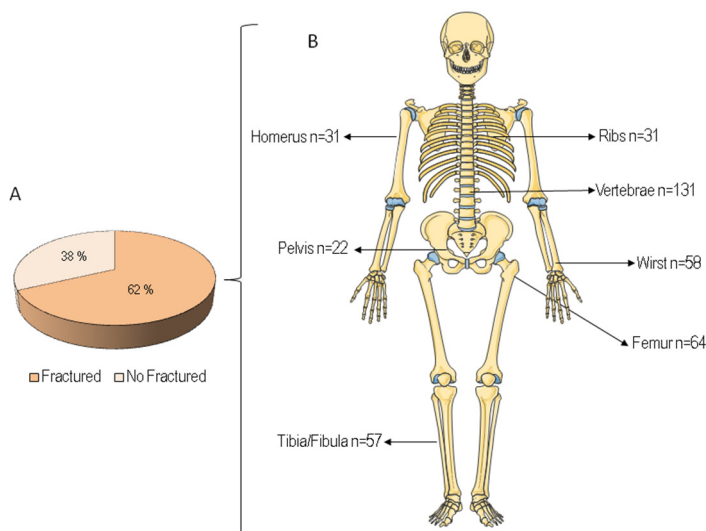 A
38 %
62 %
Fractured No Fractured
B
Homerus n=31
Ribs n=31
Vertebrae n=131
Pelvis n=22
Wirst n=58
Femur n=64
Tibia/Fibula n=57